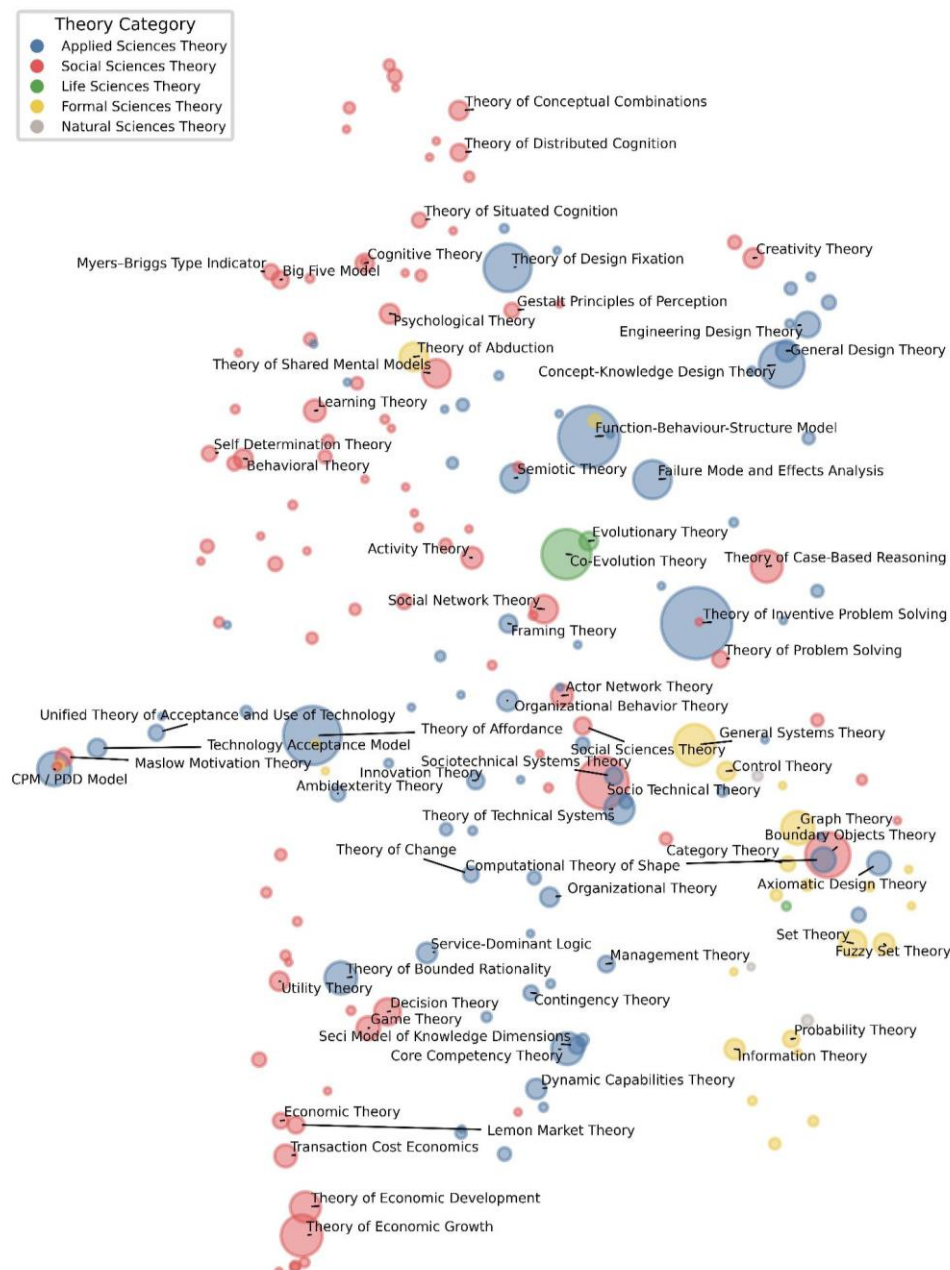 Theory Category
Applied Sciences Theory
Social Sciences Theory
Life Sciences Theory
Formal Sciences Theory
Natural Sciences Theory
Theory of Conceptual Combinations
Theory of Distributed Cognition
Theory of Situated Cognition
Creativity Theory
Cognitive Theory
Theory of Design Fixation
Myers–Briggs Type Indicator
Big Five Model
Gestalt Principles of Perception
Psychological Theory
Engineering Design Theory
Theory of Abduction
General Design Theory
Theory of Shared Mental Models
Concept-Knowledge Design Theory
Learning Theory
Function-Behaviour-Structure Model
Self Determination Theory
Behavioral Theory
Semiotic Theory
Failure Mode and Effects Analysis
Evolutionary Theory
Activity Theory
Co-Evolution Theory
Theory of Case-Based Reasoning
Social Network Theory
Theory of Inventive Problem Solving
Framing Theory
Theory of Problem Solving
Actor Network Theory
Organizational Behavior Theory
Unified Theory of Acceptance and Use of Technology
Theory of Affordance
General Systems Theory
Technology Acceptance Model
Social Sciences Theory
Maslow Motivation Theory
Sociotechnical Systems Theory
Control Theory
CPM / PDD Model
Innovation Theory
Ambidexterity Theory
Socio Technical Theory
Theory of Technical Systems
Graph Theory
Boundary Objects Theory
Theory of Change
Category Theory
Computational Theory of Shape
Axiomatic Design Theory
Organizational Theory
Set Theory
Service-Dominant Logic
Fuzzy Set Theory
Management Theory
Theory of Bounded Rationality
Utility Theory
Contingency Theory
Decision Theory
Game Theory
Probability Theory
Seci Model of Knowledge Dimensions
Core Competency Theory
Information Theory
Dynamic Capabilities Theory
Economic Theory
Lemon Market Theory
Transaction Cost Economics
Theory of Economic Development
Theory of Economic Growth